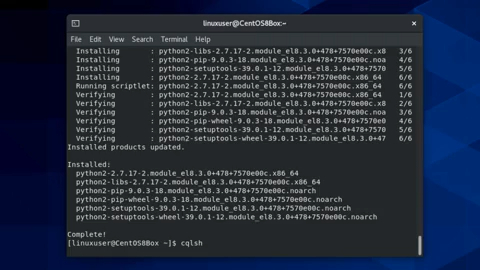 linuxuser@CentOS8Box:~
File Edit View Search Terminal Help
Installing : python2-libs-2.7.17-2.module_el8.3.0+478+7570e00c.x8 3/6
Installing : python2-pip-9.0.3-18.module_el8.3.0+478+7570e00c.noa 4/6
Installing : python2-setuptools-39.0.1-12.module_el8.3.0+478+7570 5/6
Installing : python2-2.7.17-2.module_el8.3.0+478+7570e00c.x86_64 6/6
Running scriptlet: python2-2.7.17-2.module_el8.3.0+478+7570e00c.x86_64 6/6
Verifying : python2-2.7.17-2.module_el8.3.0+478+7570e00c.x86_64 1/6
Verifying : python2-libs-2.7.17-2.module_el8.3.0+478+7570e00c.x8 2/6
Verifying : python2-pip-9.0.3-18.module_el8.3.0+478+7570e00c.noa 3/6
Verifying : python2-pip-wheel-9.0.3-18.module_el8.3.0+478+7570e0 4/6
Verifying : python2-setuptools-39.0.1-12.module_el8.3.0+478+7570 5/6
Verifying : python2-setuptools-wheel-39.0.1-12.module_el8.3.0+47 6/6
Installed products updated.
Installed:
python2-2.7.17-2.module_el8.3.0+478+7570e00c.x86_64
python2-libs-2.7.17-2.module_el8.3.0+478+7570e00c.x86_64
python2-pip-9.0.3-18.module_el8.3.0+478+7570e00c.noarch
python2-pip-wheel-9.0.3-18.module_el8.3.0+478+7570e00c.noarch
python2-setuptools-39.0.1-12.module_el8.3.0+478+7570e00c.noarch
python2-setuptools-wheel-39.0.1-12.module_el8.3.0+478+7570e00c.noarch
Complete!
[linuxuser@CentOS8Box ~]$ cqlsh